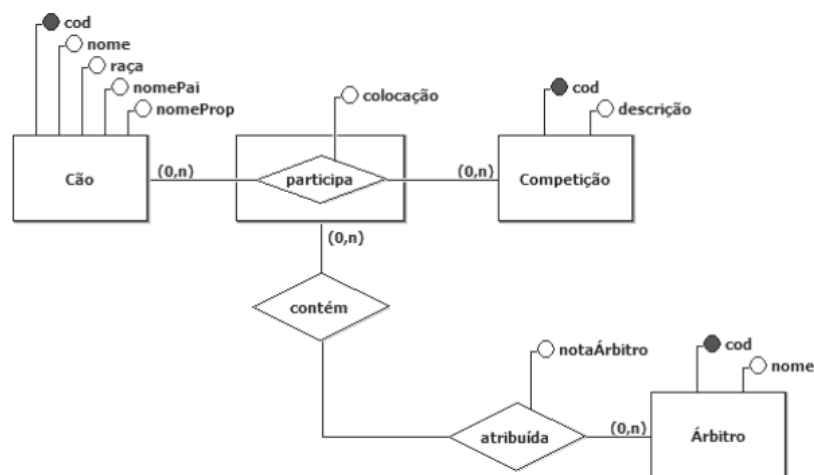 cod
nome
raça
nomePai
nomeProp
Cão
(0,n)
participa
colocação
(0,n)
cod
descrição
Competição
(0,n)
contém
notaÁrbitro
atribuída
(0,n)
cod
nome
Árbitro